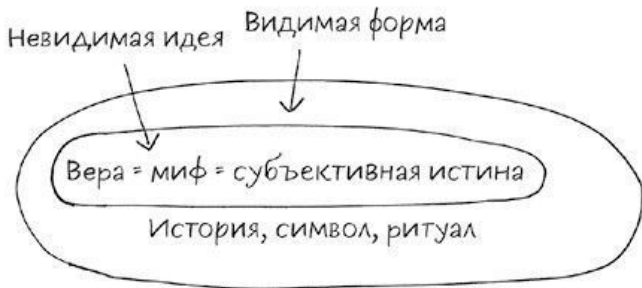 Невидимая идея
Видимая форма
Вера = миф = субъективная истина
История, символ, ритуал